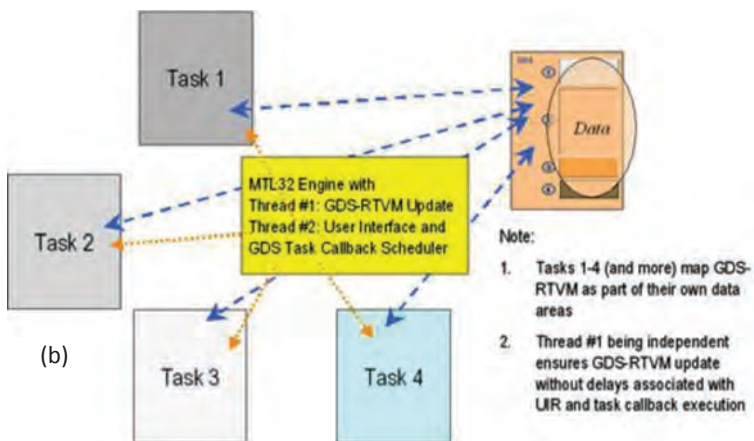 Task 1
Data
MTL32 Engine with
Thread #1: GDS-RTVM Update
Thread #2: User Interface and
GDS Task Callback Scheduler
Task 2
Note:
1. Tasks 1-4 (and more) map GDS-
RTVM as part of their own data
areas
2. Thread #1 being independent
ensures GDS-RTVM update
without delays associated with
UIR and task callback execution
(b)
Task 3
Task 4